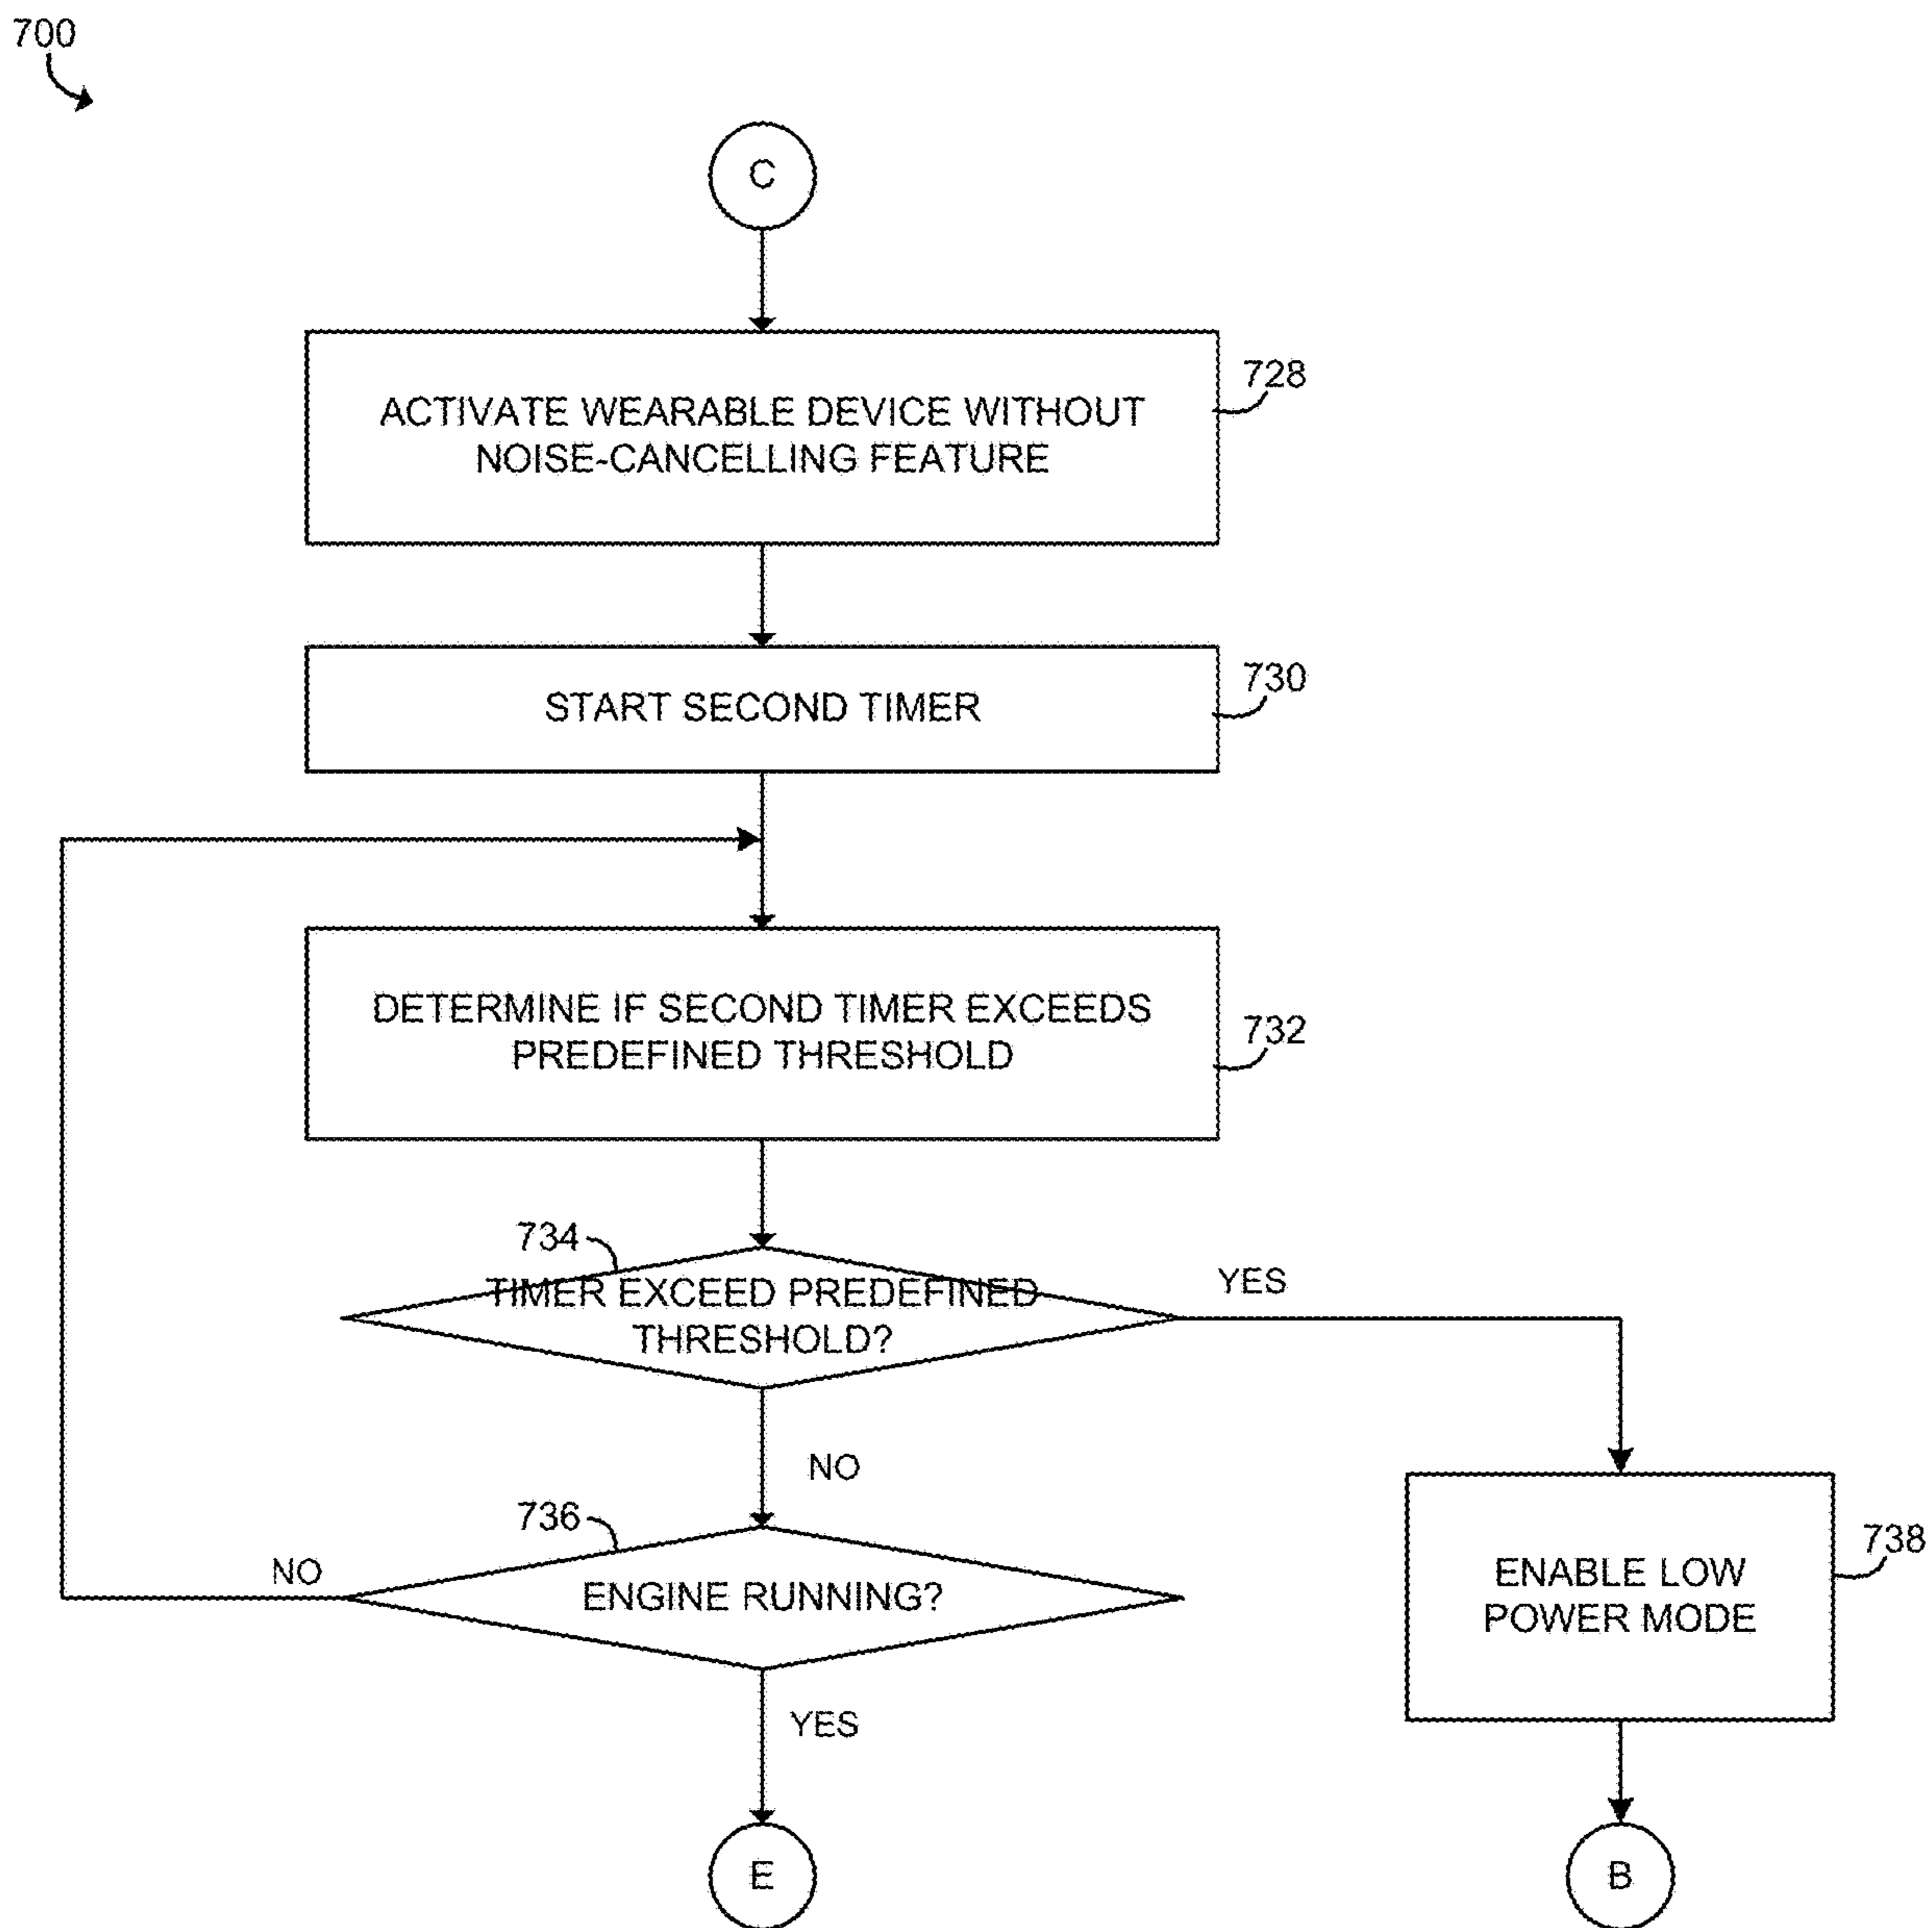 700
C
ACTIVATE WEARABLE DEVICE WITHOUT
NOISE-CANCELLING FEATURE
728
START SECOND TIMER
730
DETERMINE IF SECOND TIMER EXCEEDS
PREDEFINED THRESHOLD
732
734
TIMER EXCEED PREDEFINED
THRESHOLD?
YES
NO
736
ENGINE RUNNING?
NO
YES
ENABLE LOW
POWER MODE
738
E
B